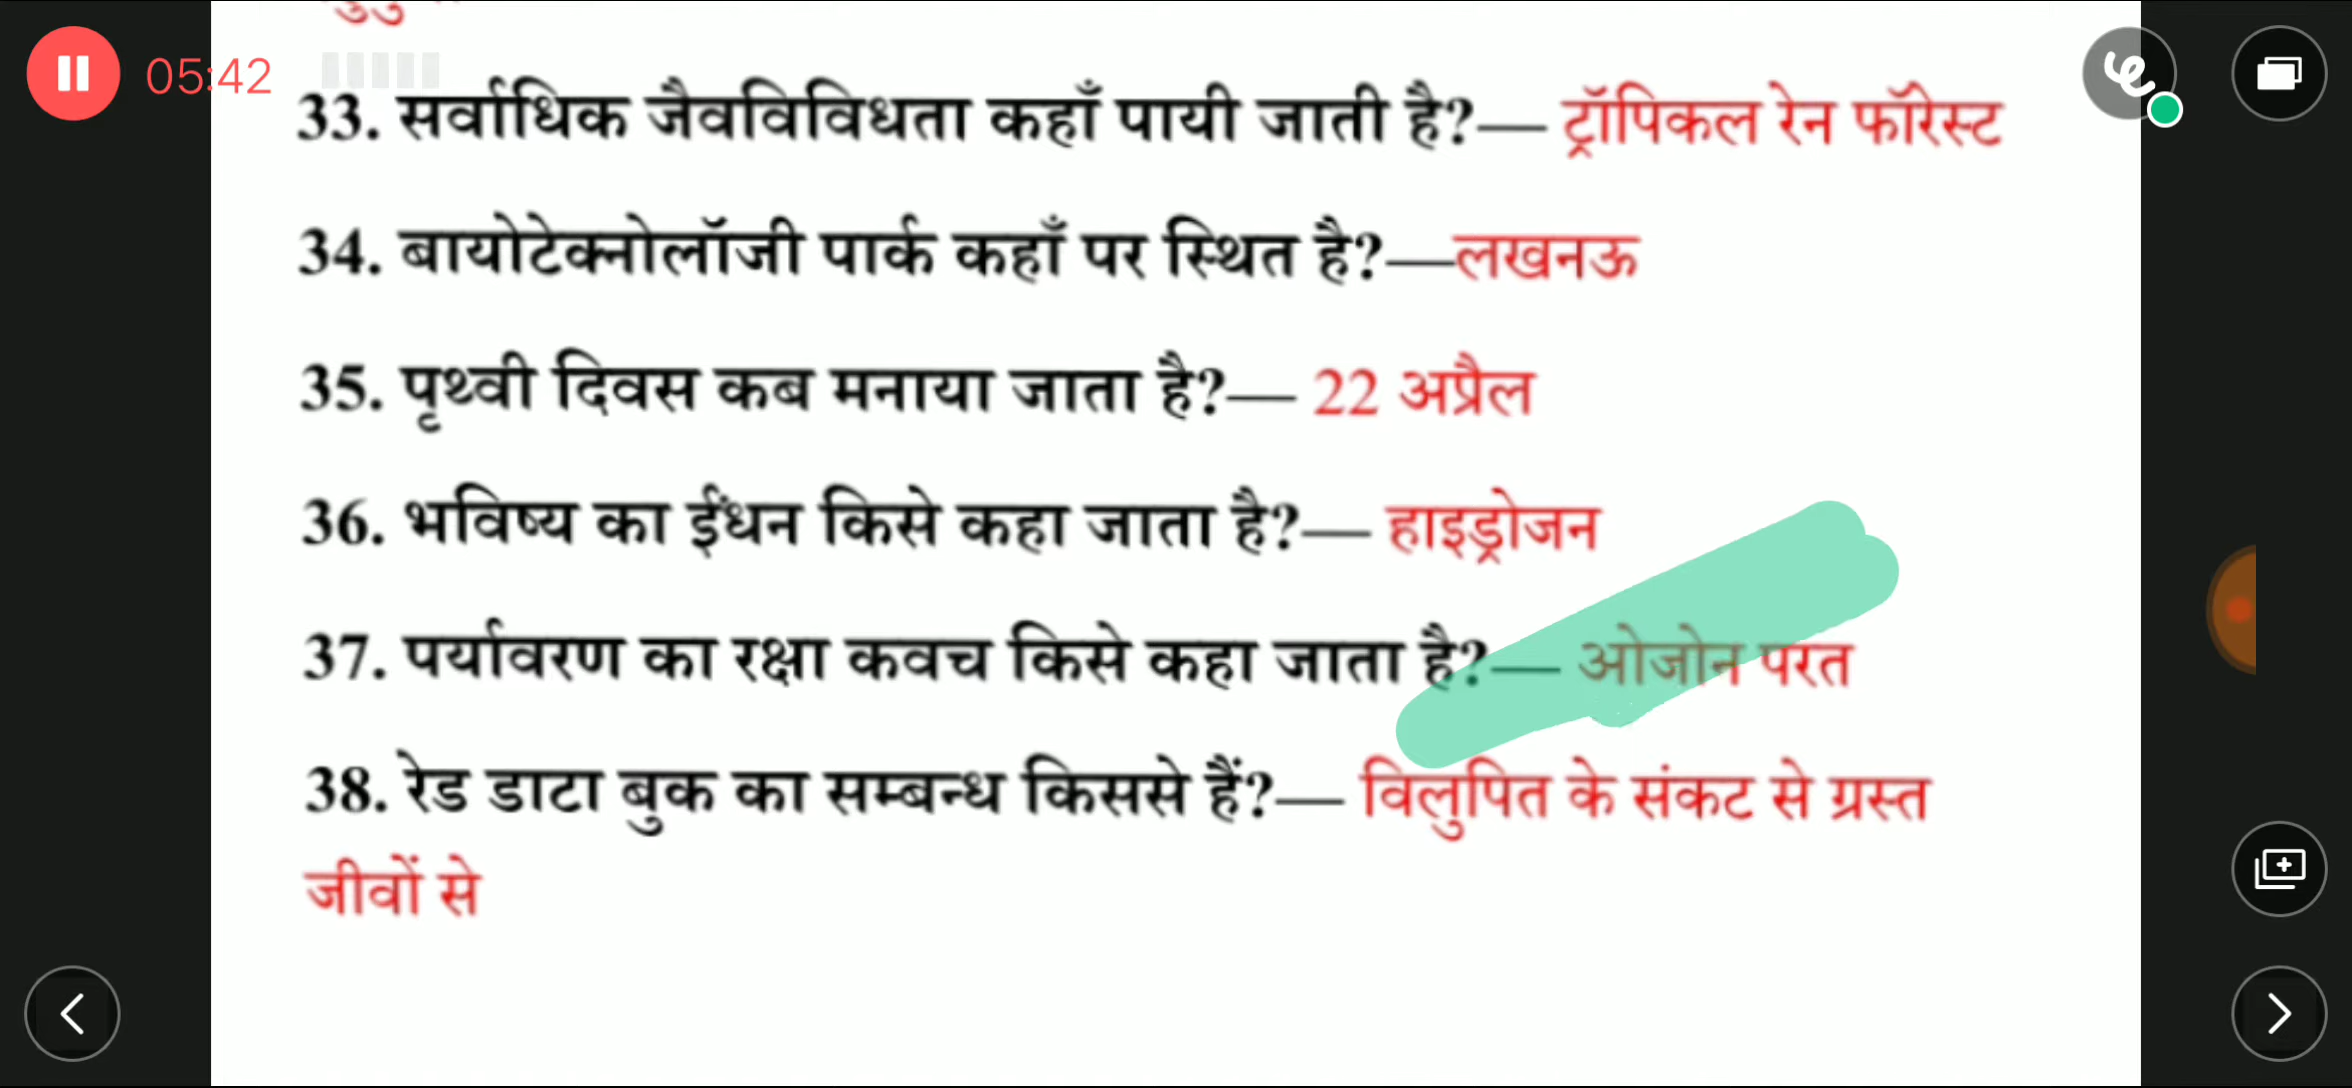 05:42
33. सर्वाधिक जैवविविधता कहाँ पायी जाती है?— ट्रॉपिकल रेन फॉरेस्ट
34. बायोटेक्नोलॉजी पार्क कहाँ पर स्थित है?—लखनऊ
35. पृथ्वी दिवस कब मनाया जाता है?— 22 अप्रैल
36. भविष्य का ईंधन किसे कहा जाता है?— हाइड्रोजन
37. पर्यावरण का रक्षा कवच किसे कहा जाता है?— ओजोन परत
38. रेड डाटा बुक का सम्बन्ध किससे हैं?— विलुपित के संकट से ग्रस्त
जीवों से